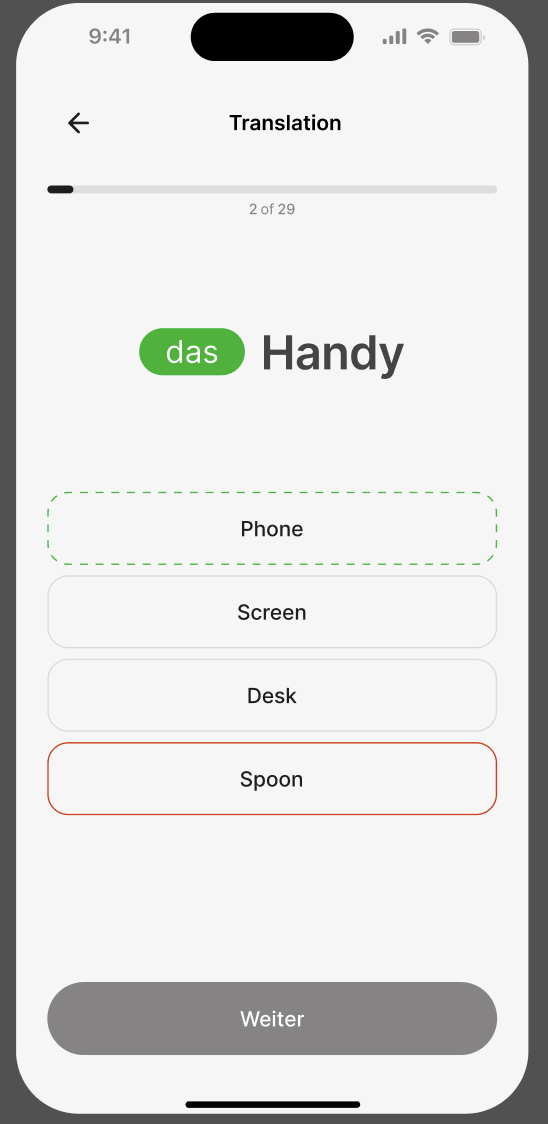 9:41
Translation
2 of 29
das Handy
Phone
Screen
Desk
Spoon
Weiter